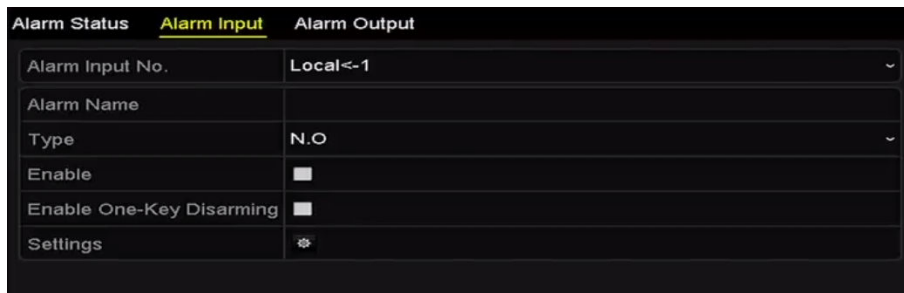 Alarm Status Alarm Input Alarm Output
Alarm Input No. Local<-1
Alarm Name
Type N.O
Enable
Enable One-Key Disarming
Settings